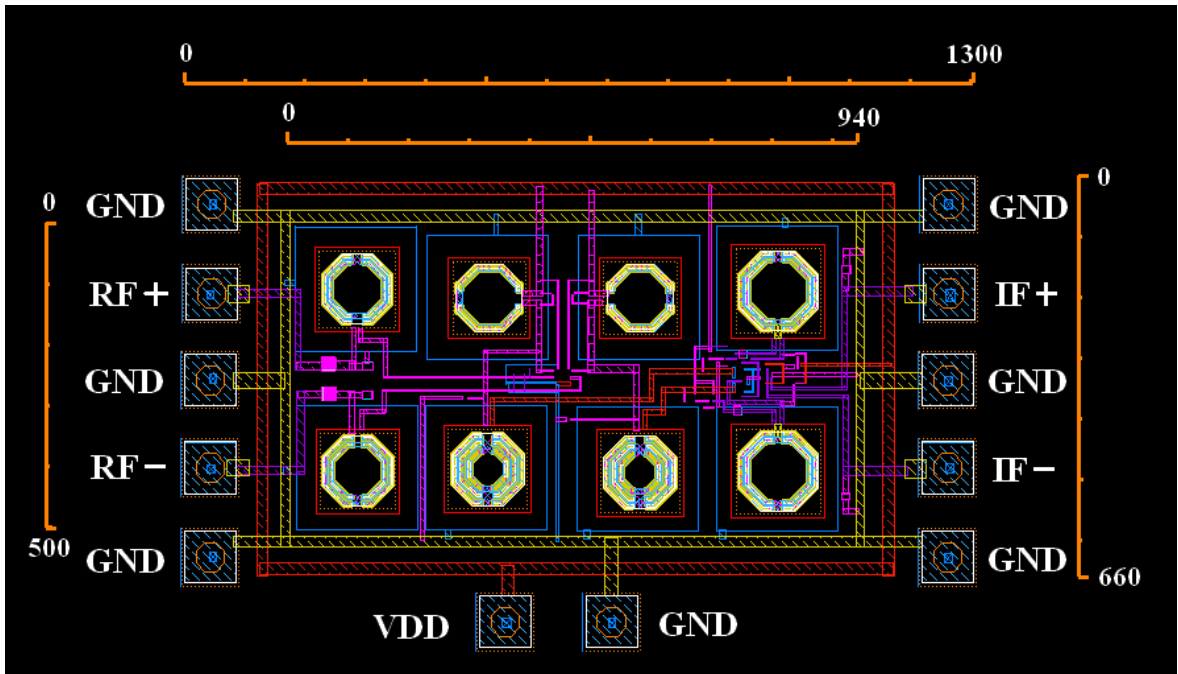 0 1300
0 940
GND GND 0
0
RF+ IF+
GND GND
RF− IF−
500 GND GND 660
VDD GND